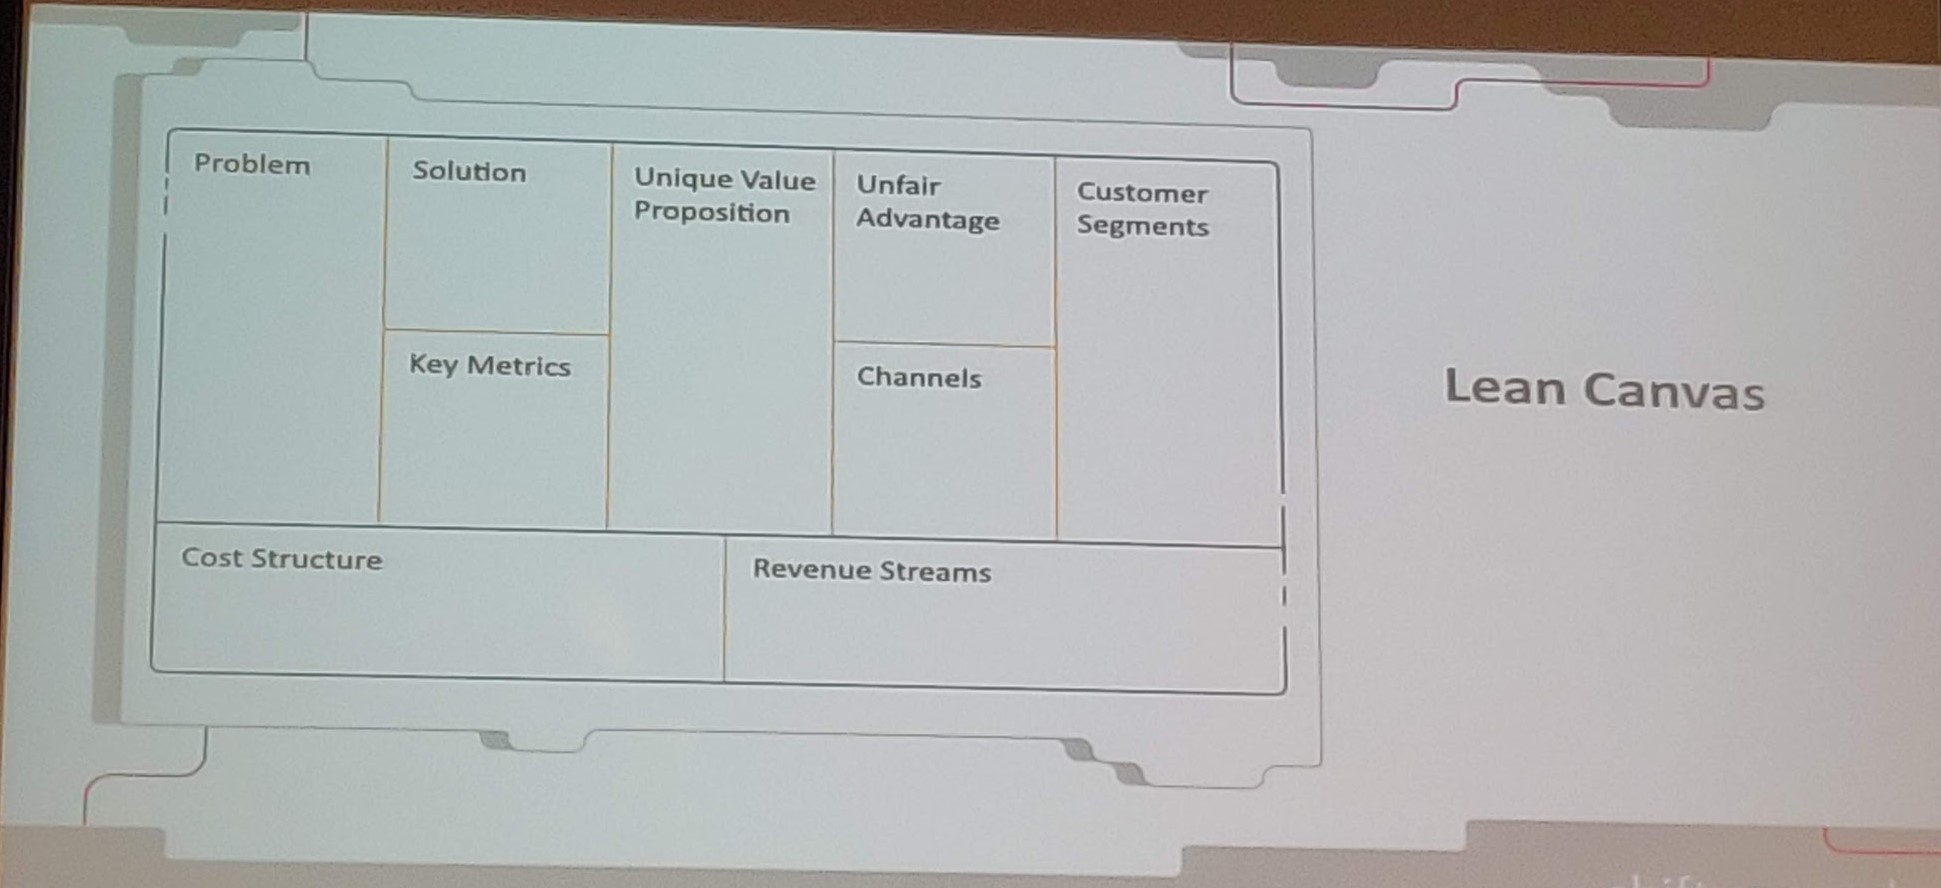 Problem
Solution
Unique Value
Proposition
Unfair
Advantage
Customer
Segments
Key Metrics
Channels
Cost Structure
Revenue Streams
Lean Canvas